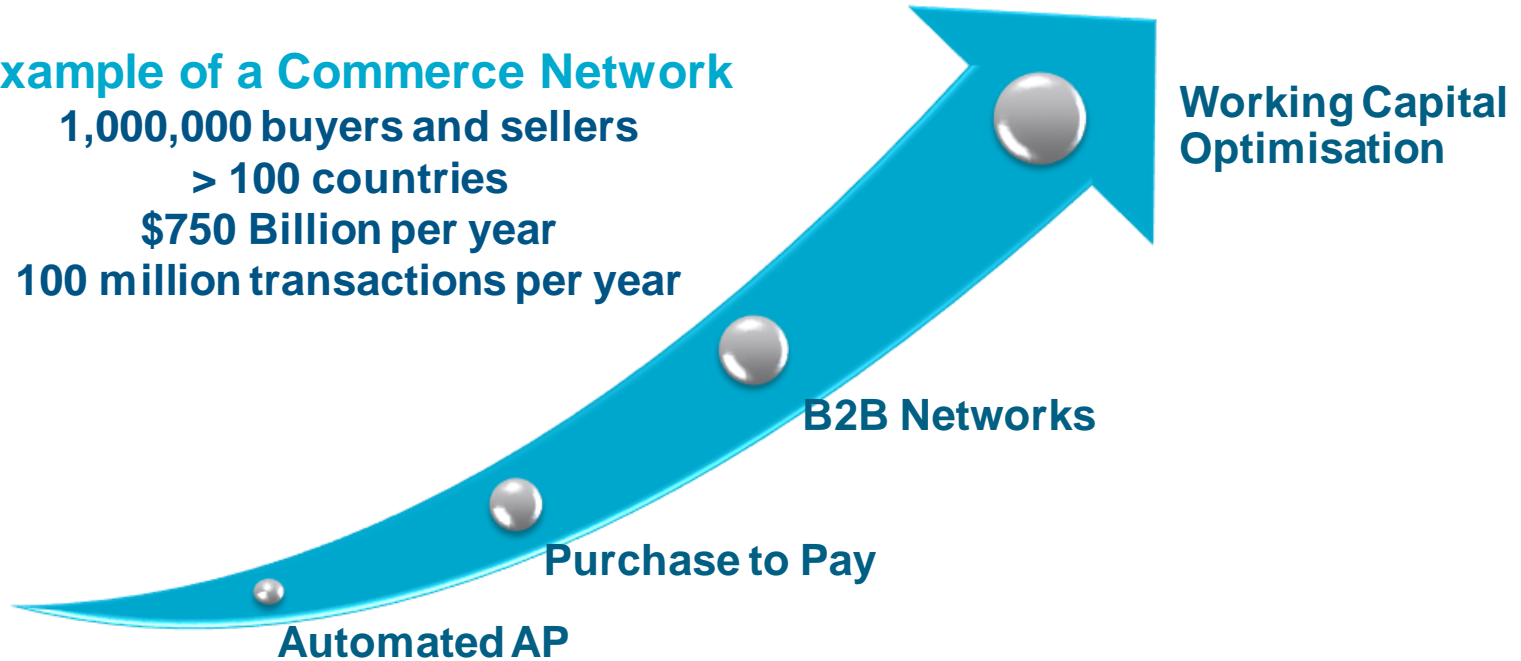 xample of a Commerce Network
1,000,000 buyers and sellers
> 100 countries
$750 Billion per year
100 million transactions per year
Working Capital
Optimisation
B2B Networks
Purchase to Pay
Automated AP